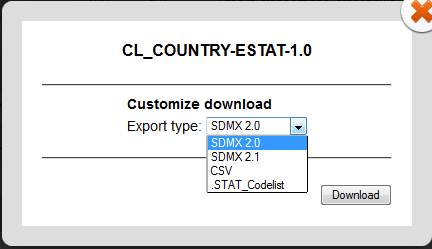 CL_COUNTRY-ESTAT-1.0
Customize download
Export type: SDMX 2.0
SDMX 2.0
SDMX 2.1
CSV
.STAT_Codelist
Download